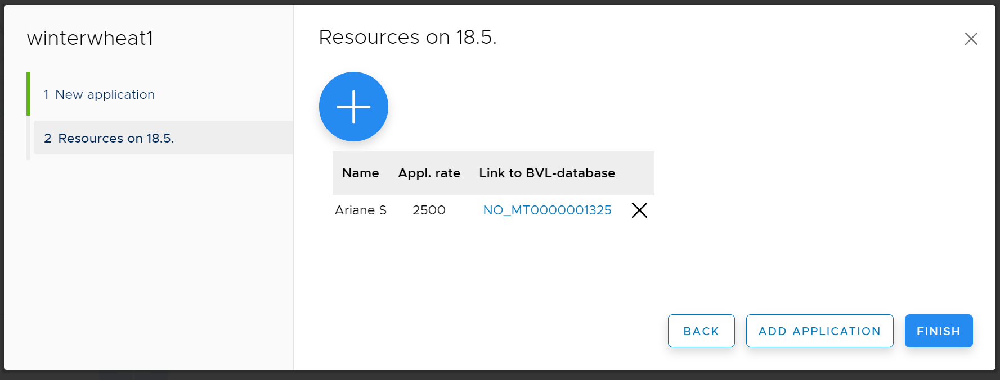 winterwheat1
1 New application
2 Resources on 18.5.
Resources on 18.5.
Name Appl. rate Link to BVL-database
Ariane S 2500 NO_MT0000001325
BACK ADD APPLICATION FINISH